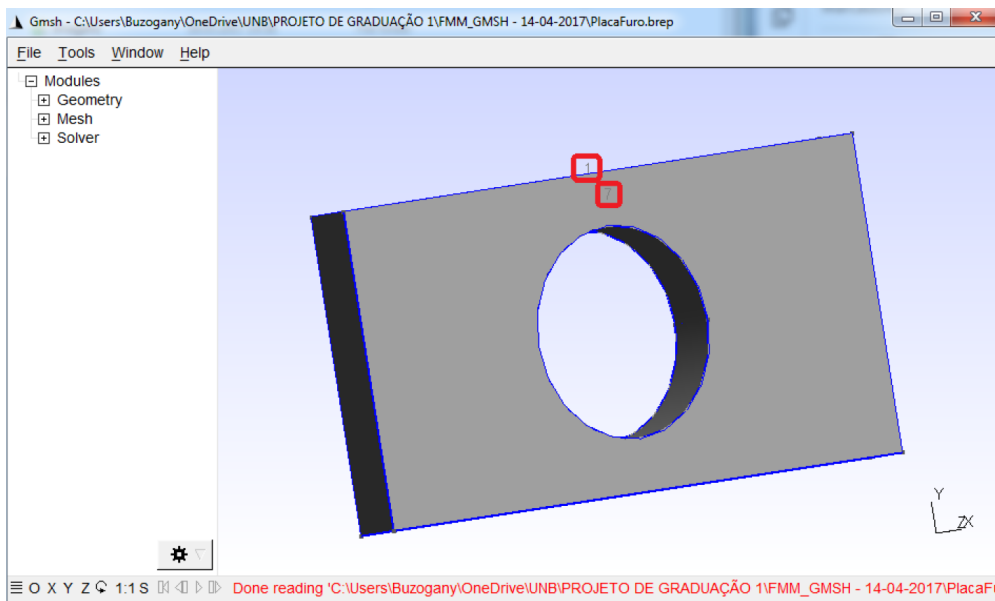 Gmsh - C:\Users\Buzogany\OneDrive\UNB\PROJETO DE GRADUAÇÃO 1\FMM_GMSH - 14-04-2017\PlacaFuro.brep
File Tools Window Help
Modules
Geometry
Mesh
Solver
1
7
Y
ZX
O X Y Z 1:1 S Done reading 'C:\Users\Buzogany\OneDrive\UNB\PROJETO DE GRADUAÇÃO 1\FMM_GMSH - 14-04-2017\PlacaFu